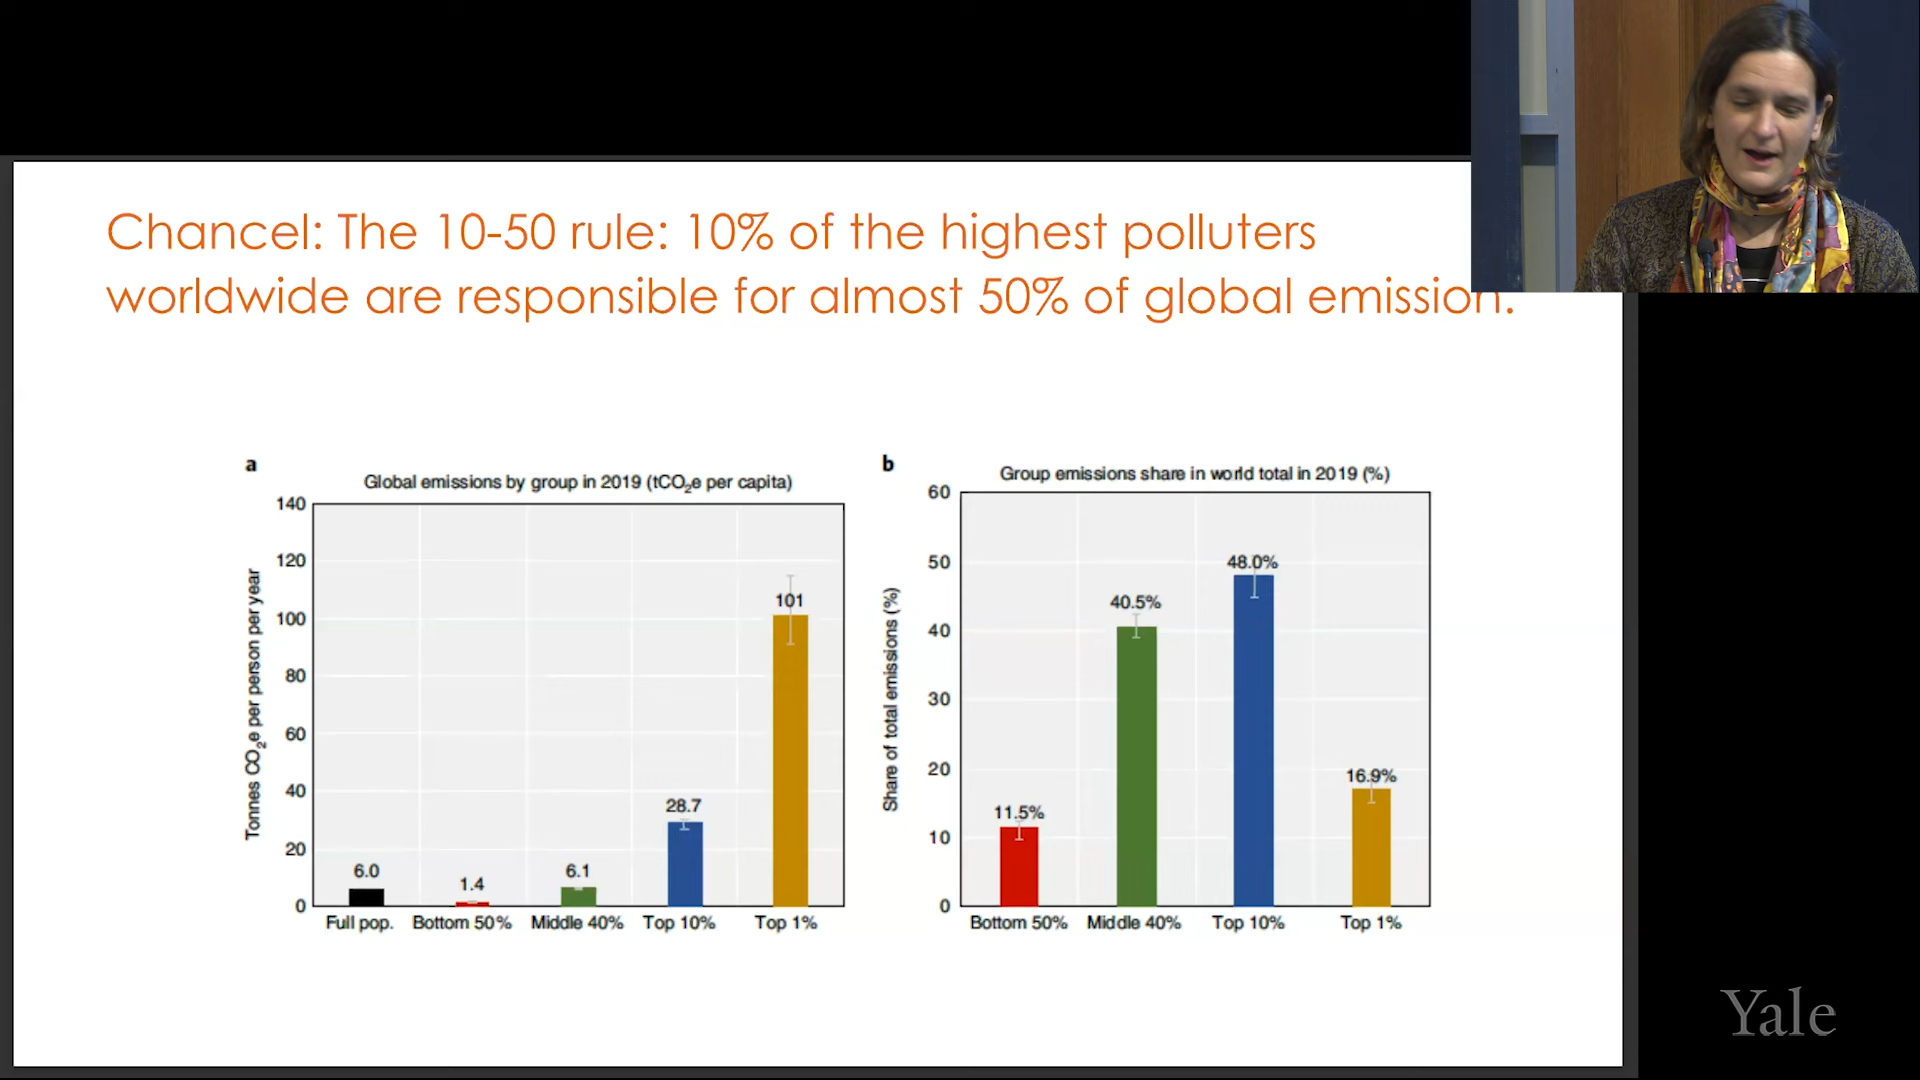 Chancel: The 10-50 rule: 10% of the highest polluters
worldwide are responsible for almost 50% of global emission.
a
Global emissions by group in 2019 (tCO2e per capita)
Tonnes CO2e per person per year
140
120
100
80
60
40
20
0
6.0
1.4
6.1
28.7
101
Full pop.
Bottom 50%
Middle 40%
Top 10%
Top 1%
b
Group emissions share in world total in 2019 (%)
Share of total emissions (%)
60
50
40
30
20
10
0
11.5%
40.5%
48.0%
16.9%
Bottom 50%
Middle 40%
Top 10%
Top 1%
Yale